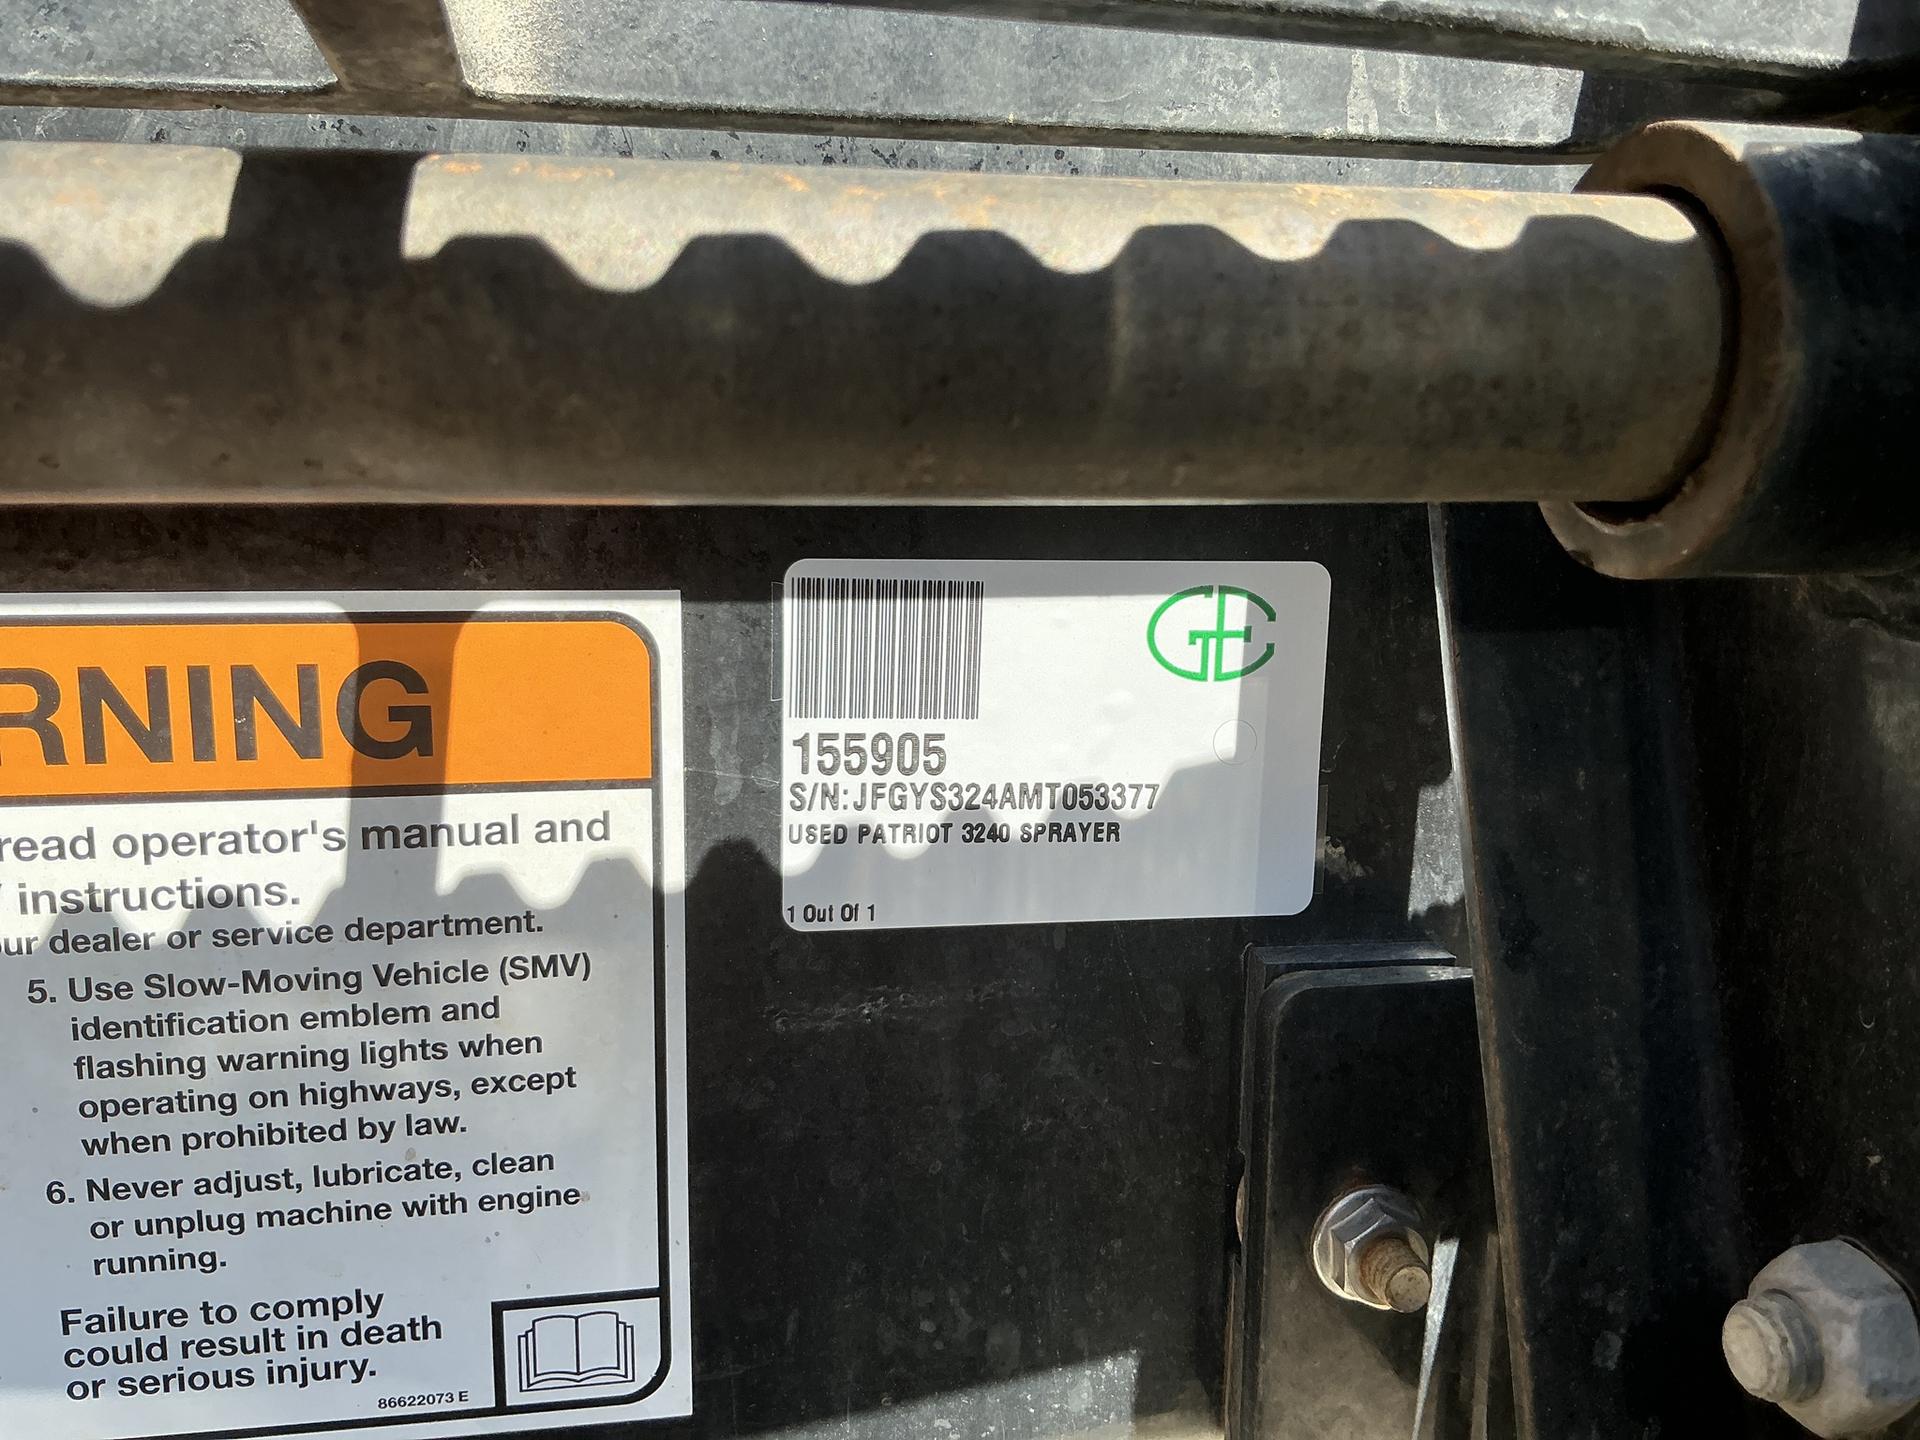 RNING
read operator's manual and
instructions.
our dealer or service department.
5. Use Slow-Moving Vehicle (SMV)
identification emblem and
flashing warning lights when
operating on highways, except
when prohibited by law.
6. Never adjust, lubricate, clean
or unplug machine with engine
running.
Failure to comply
could result in death
or serious injury.
86622073 E
GE
155905
S/N:JFGYS324AMT053377
USED PATRIOT 3240 SPRAYER
1 Out Of 1